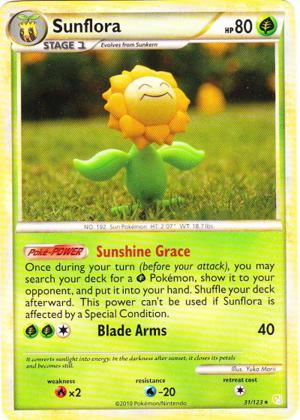 Sunflora
HP 80
STAGE 1
Evolves from Sunkern
NO. 192 Sun Pokémon HT: 2'07" WT: 18.7 lbs
Poké-POWER Sunshine Grace
Once during your turn (before your attack), you may
search your deck for a Pokémon, show it to your
opponent, and put it into your hand. Shuffle your deck
afterward. This power can't be used if Sunflora is
affected by a Special Condition.
Blade Arms 40
It converts sunlight into energy. In the darkness after sunset, it closes its petals
and becomes still.
Illus. Yuka Morii
weakness resistance retreat cost
×2 -20
©2010 Pokémon/Nintendo
31/123 ★